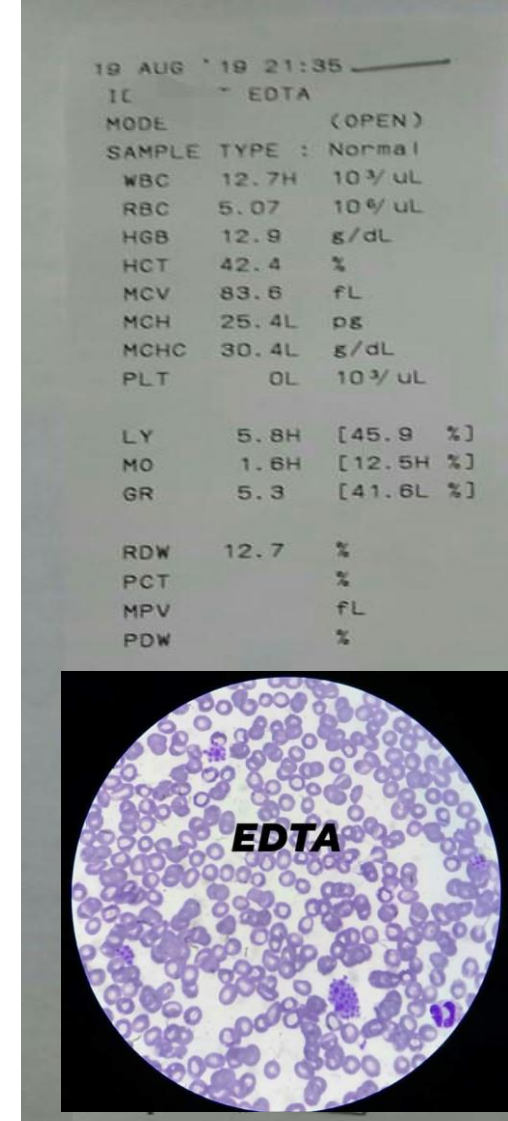 19 AUG '19 21:35
EDTA
MODE (OPEN)
SAMPLE TYPE : Normal
WBC 12.7H 10³/uL
RBC 5.07 10⁶/uL
HGB 12.9 g/dL
HCT 42.4 %
MCV 83.6 fL
MCH 25.4L pg
MCHC 30.4L g/dL
PLT 0L 10³/uL
LY 5.8H [45.9 %]
MO 1.6H [12.5H %]
GR 5.3 [41.6L %]
RDW 12.7 %
PCT %
MPV fL
PDW %
EDTA